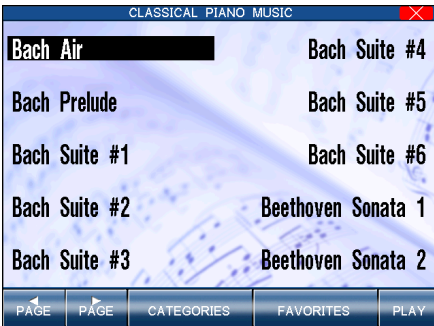 CLASSICAL PIANO MUSIC
Bach Air
Bach Prelude
Bach Suite #1
Bach Suite #2
Bach Suite #3
Bach Suite #4
Bach Suite #5
Bach Suite #6
Beethoven Sonata 1
Beethoven Sonata 2
PAGE PAGE CATEGORIES FAVORITES PLAY